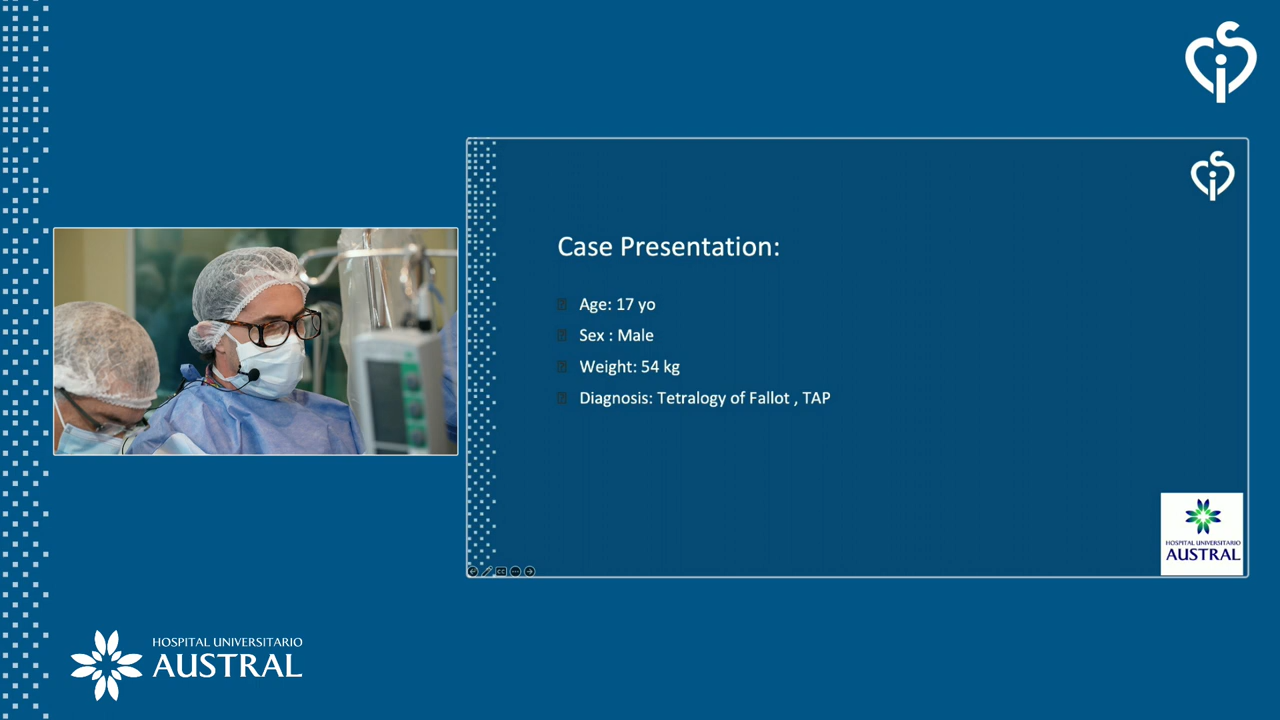 Case Presentation:
Age: 17 yo
Sex : Male
Weight: 54 kg
Diagnosis: Tetralogy of Fallot , TAP
HOSPITAL UNIVERSITARIO
AUSTRAL
CC
HOSPITAL UNIVERSITARIO
AUSTRAL